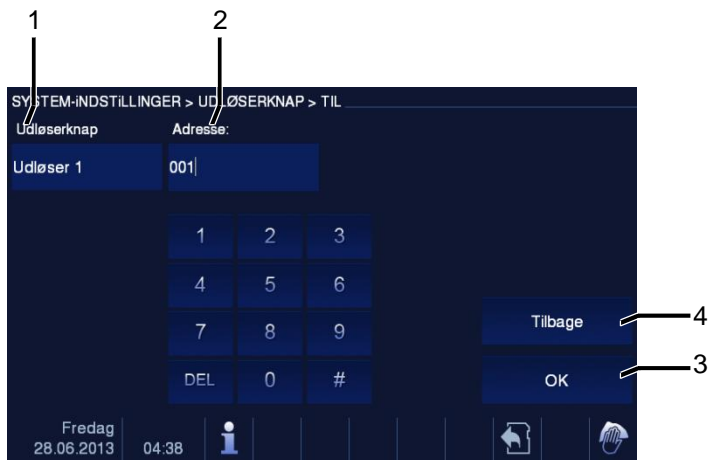 1 2
SYSTEM-iNDSTiLLINGER > UDLØSERKNAP > TIL
Udløserknap Adresse:
Udløser 1 001
1 2 3
4 5 6
7 8 9
Tilbage 4
DEL 0 #
OK 3
Fredag
28.06.2013 04:38